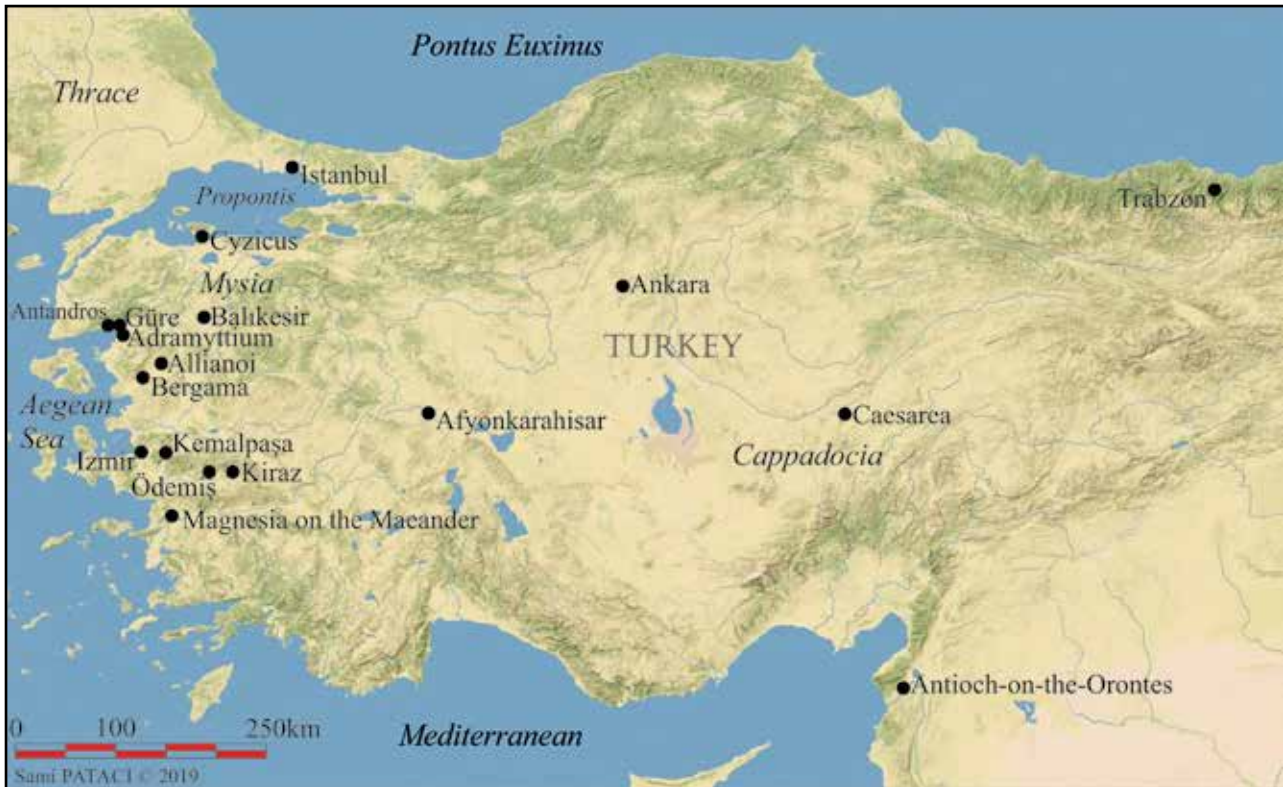 Pontus Euxinus
Thrace
Istanbul
Propontis
Trabzon
Cyzicus
Mysia
Ankara
Antandros
Güre
Balıkesir
Adramyttium
TURKEY
Allianoi
Bergama
Aegean
Sea
Afyonkarahisar
Caesarea
Kemalpaşa
Izmir
Cappadocia
Ödemiş
Kiraz
Magnesia on the Maeander
Antioch-on-the-Orontes
0 100 250km
Mediterranean
Sami PATACI © 2019